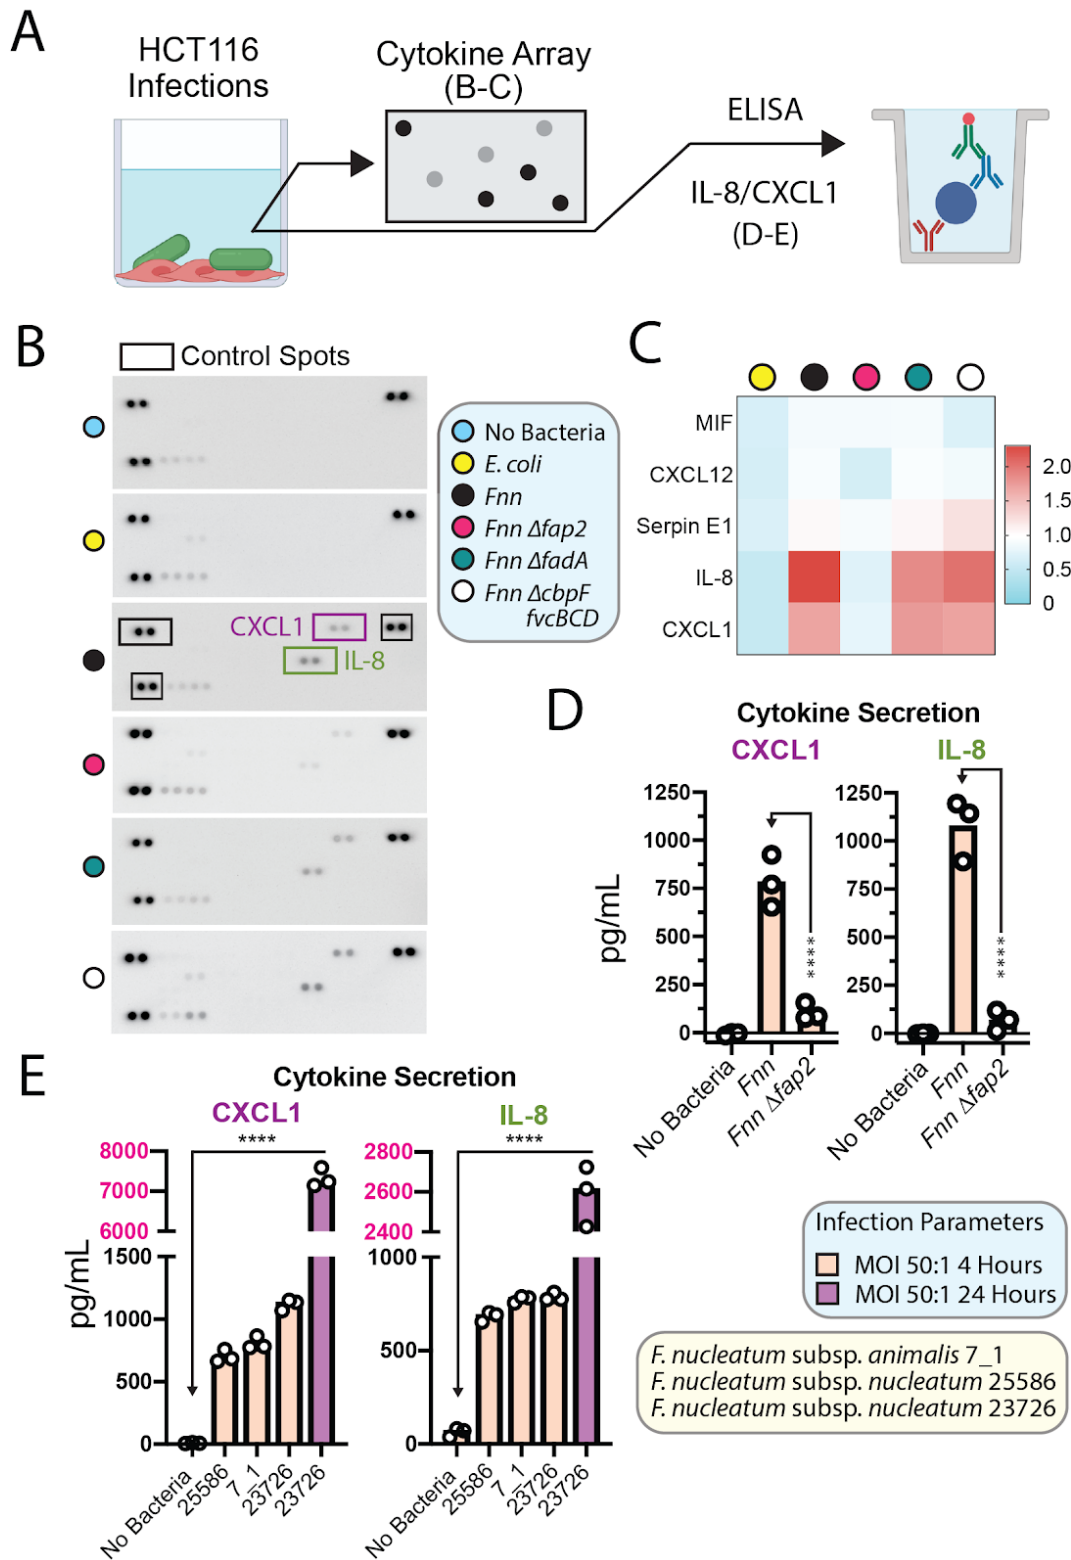 A
HCT116
Infections
Cytokine Array
(B-C)
ELISA
IL-8/CXCL1
(D-E)
B
Control Spots
CXCL1
IL-8
No Bacteria
E. coli
Fnn
Fnn Δfap2
Fnn ΔfadA
Fnn ΔcbpF
fvcBCD
C
MIF
CXCL12
Serpin E1
IL-8
CXCL1
2.0
1.5
1.0
0.5
0
D
Cytokine Secretion
CXCL1
IL-8
pg/mL
1250
1000
750
500
250
0
****
No Bacteria
Fnn
Fnn Δfap2
1250
1000
750
500
250
0
****
No Bacteria
Fnn
Fnn Δfap2
E
Cytokine Secretion
CXCL1
IL-8
pg/mL
****
8000
7000
6000
1500
1000
500
0
No Bacteria
25586
7_1
23726
23726
****
2800
2600
2400
1000
500
0
No Bacteria
25586
7_1
23726
23726
Infection Parameters
MOI 50:1 4 Hours
MOI 50:1 24 Hours
F. nucleatum subsp. animalis 7_1
F. nucleatum subsp. nucleatum 25586
F. nucleatum subsp. nucleatum 23726